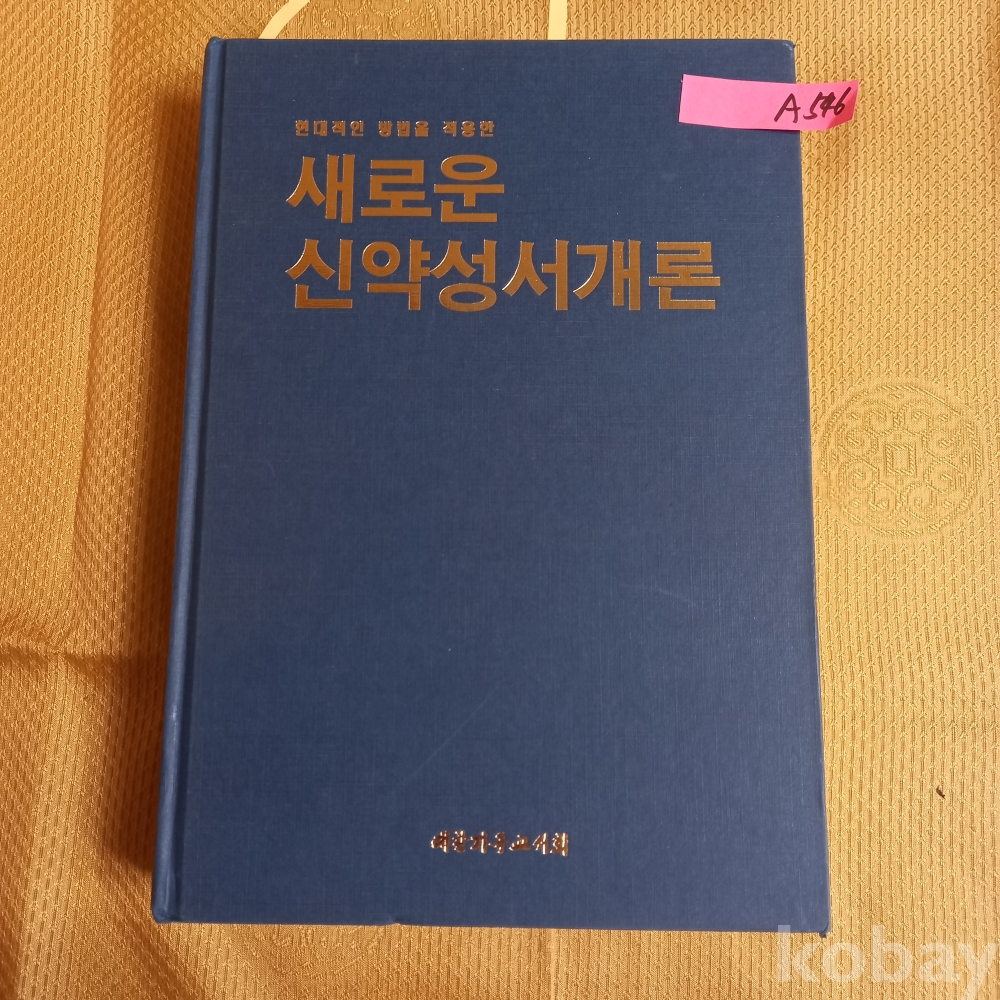 현대적인 방법을 적용한
A546
새로운
신약성서개론
대한기독교서회
kobay